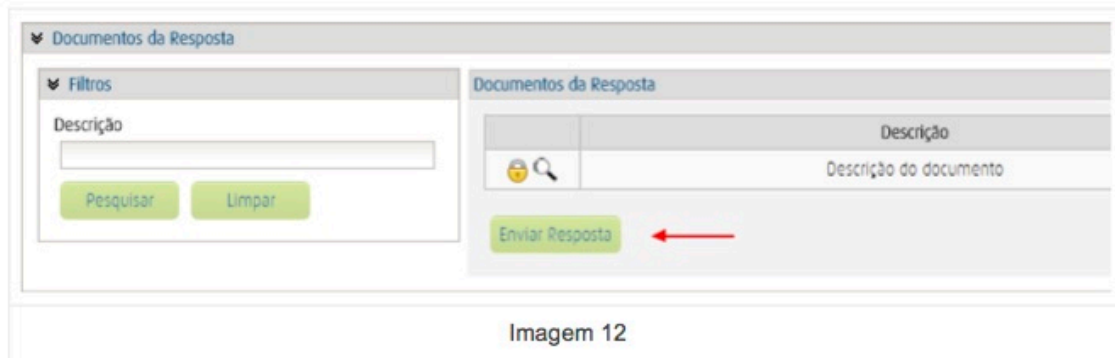 Documentos da Resposta
Filtros
Descrição
Pesquisar Limpar
Documentos da Resposta
Descrição
Descrição do documento
Enviar Resposta
Imagem 12